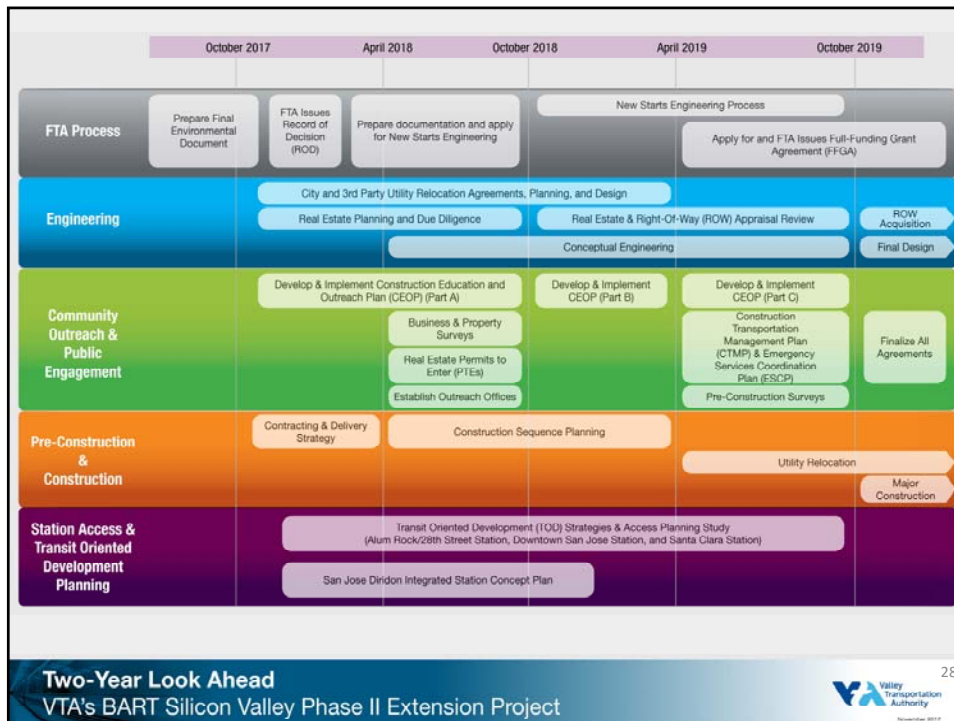 October 2017
April 2018
October 2018
April 2019
October 2019
FTA Process
Prepare Final
Environmental
Document
FTA Issues
Record of
Decision
(ROD)
Prepare documentation and apply
for New Starts Engineering
New Starts Engineering Process
Apply for and FTA Issues Full-Funding Grant
Agreement (FFGA)
Engineering
City and 3rd Party Utility Relocation Agreements, Planning, and Design
Real Estate Planning and Due Diligence
Real Estate & Right-Of-Way (ROW) Appraisal Review
ROW
Acquisition
Conceptual Engineering
Final Design
Community
Outreach &
Public
Engagement
Develop & Implement Construction Education and
Outreach Plan (CEOP) (Part A)
Develop & Implement
CEOP (Part B)
Develop & Implement
CEOP (Part C)
Business & Property
Surveys
Real Estate Permits to
Enter (PTEs)
Establish Outreach Offices
Construction
Transportation
Management Plan
(CTMP) & Emergency
Services Coordination
Plan (ESCP)
Pre-Construction Surveys
Finalize All
Agreements
Pre-Construction
&
Construction
Contracting & Delivery
Strategy
Construction Sequence Planning
Utility Relocation
Major
Construction
Station Access &
Transit Oriented
Development
Planning
Transit Oriented Development (TOD) Strategies & Access Planning Study
(Alum Rock/28th Street Station, Downtown San Jose Station, and Santa Clara Station)
San Jose Diridon Integrated Station Concept Plan
Two-Year Look Ahead
VTA's BART Silicon Valley Phase II Extension Project
VTA
Valley
Transportation
Authority
28
November 2017